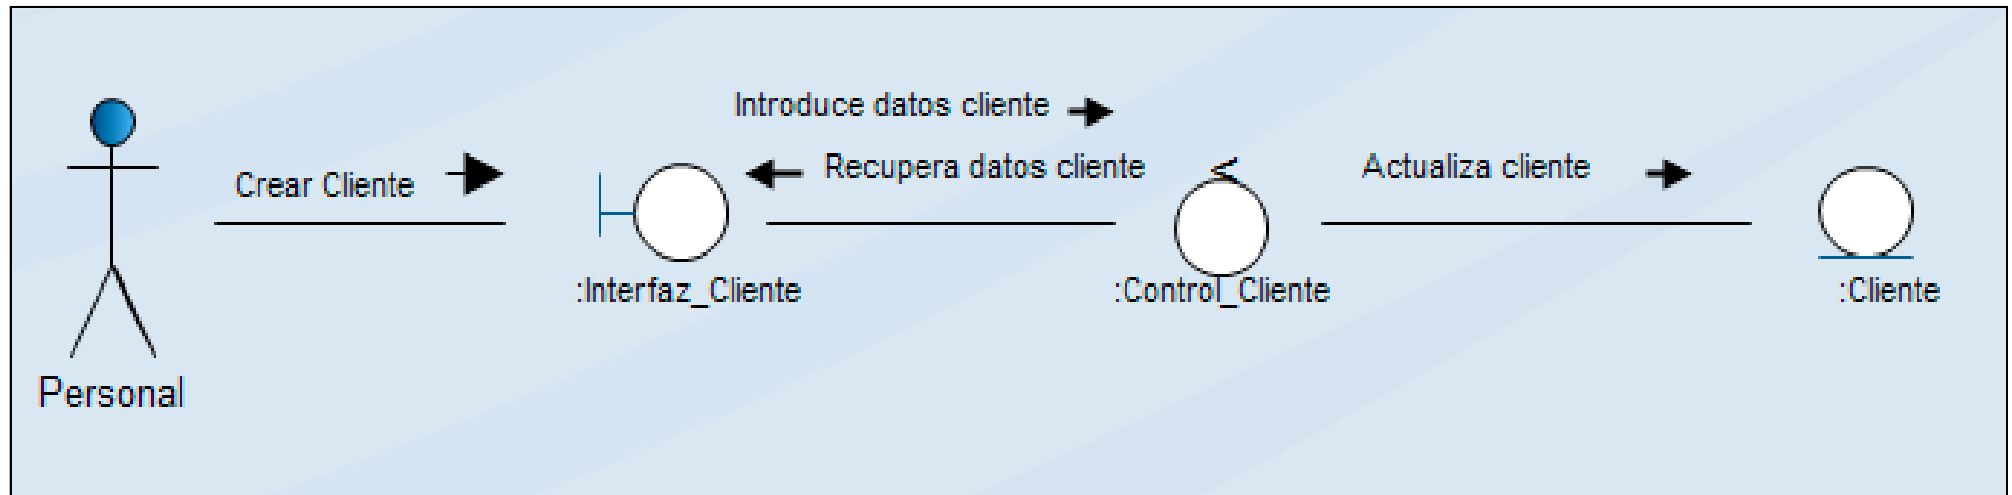 Introduce datos cliente
Crear Cliente
Recupera datos cliente
Actualiza cliente
:Interfaz_Cliente
:Control_Cliente
:Cliente
Personal